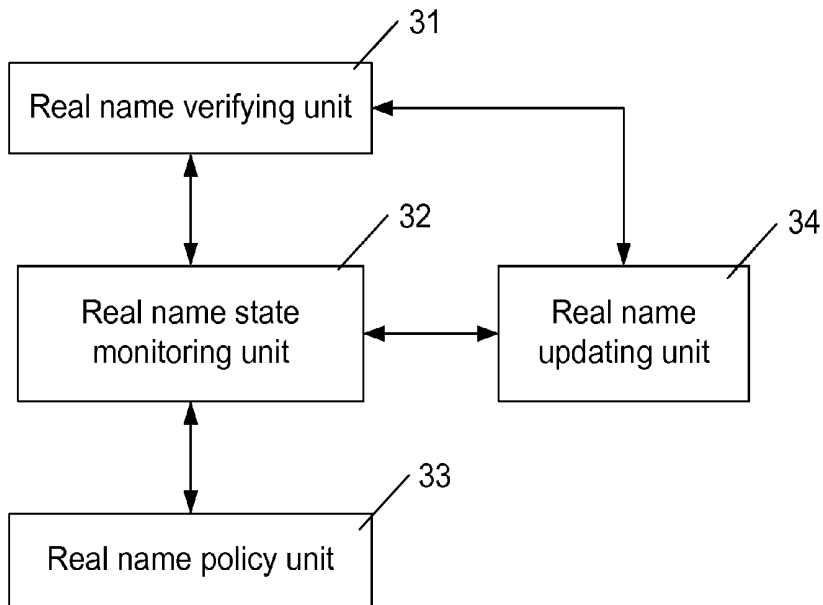 31
Real name verifying unit
32
34
Real name state
monitoring unit
Real name
updating unit
33
Real name policy unit